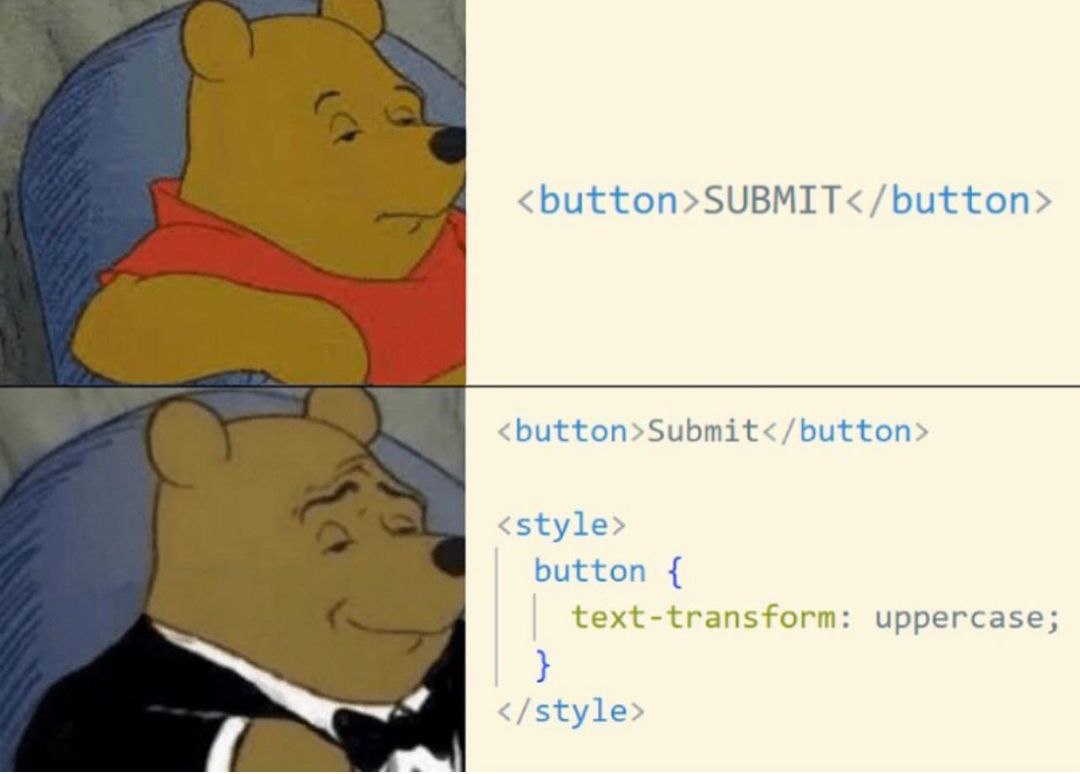 <button>SUBMIT</button>
<button>Submit</button>
<style>
button {
text-transform: uppercase;
}
</style>